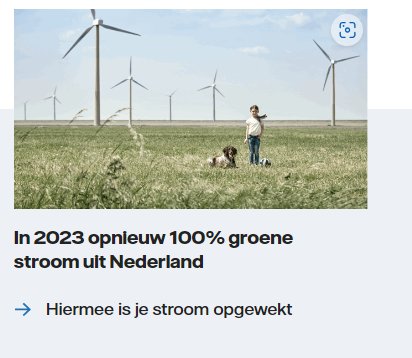 In 2023 opnieuw 100% groene
stroom uit Nederland
Hiermee is je stroom opgewekt